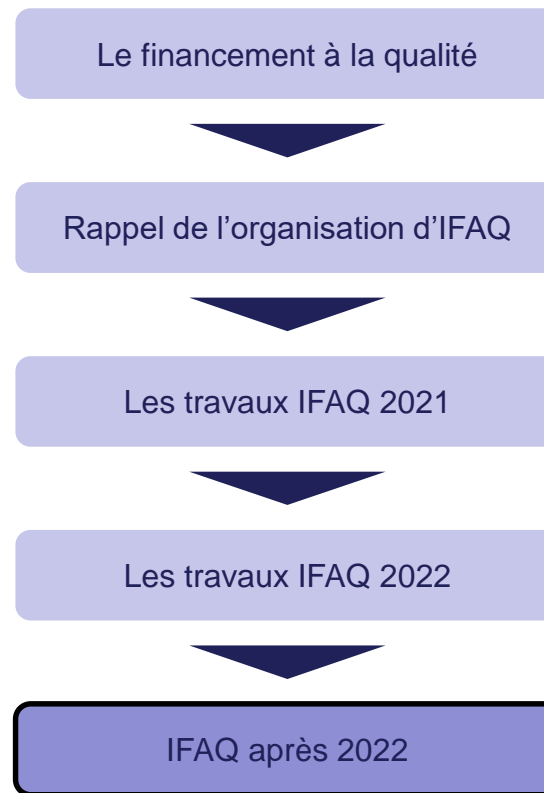 Le financement à la qualité
Rappel de l’organisation d’IFAQ
Les travaux IFAQ 2021
Les travaux IFAQ 2022
IFAQ après 2022